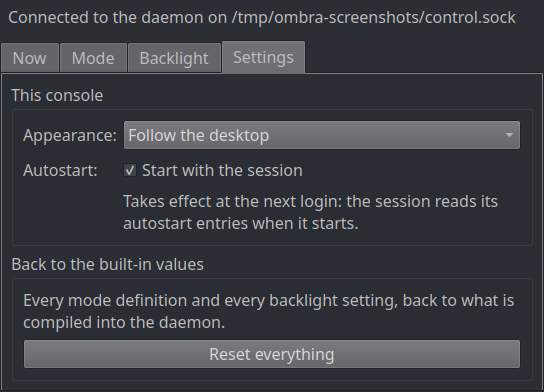 Connected to the daemon on /tmp/ombra-screenshots/control.sock
Now Mode Backlight Settings
This console
Appearance: Follow the desktop
Autostart: Start with the session
Takes effect at the next login: the session reads its
autostart entries when it starts.
Back to the built-in values
Every mode definition and every backlight setting, back to what is
compiled into the daemon.
Reset everything